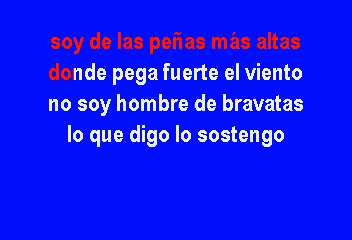 soy de las peñas más altas
donde pega fuerte el viento
no soy hombre de bravatas
lo que digo lo sostengo